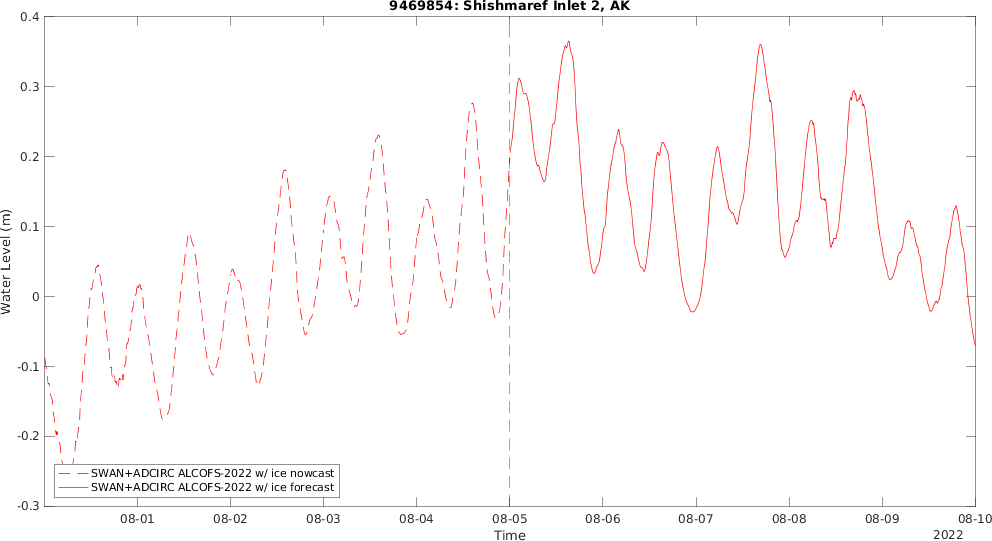 9469854: Shishmaref Inlet 2, AK
0.4
0.3
0.2
0.1
0
-0.1
-0.2
-0.3
Water Level (m)
SWAN+ADCIRC ALCOFS-2022 w/ ice nowcast
SWAN+ADCIRC ALCOFS-2022 w/ ice forecast
08-01 08-02 08-03 08-04 08-05 08-06 08-07 08-08 08-09 08-10
Time
2022